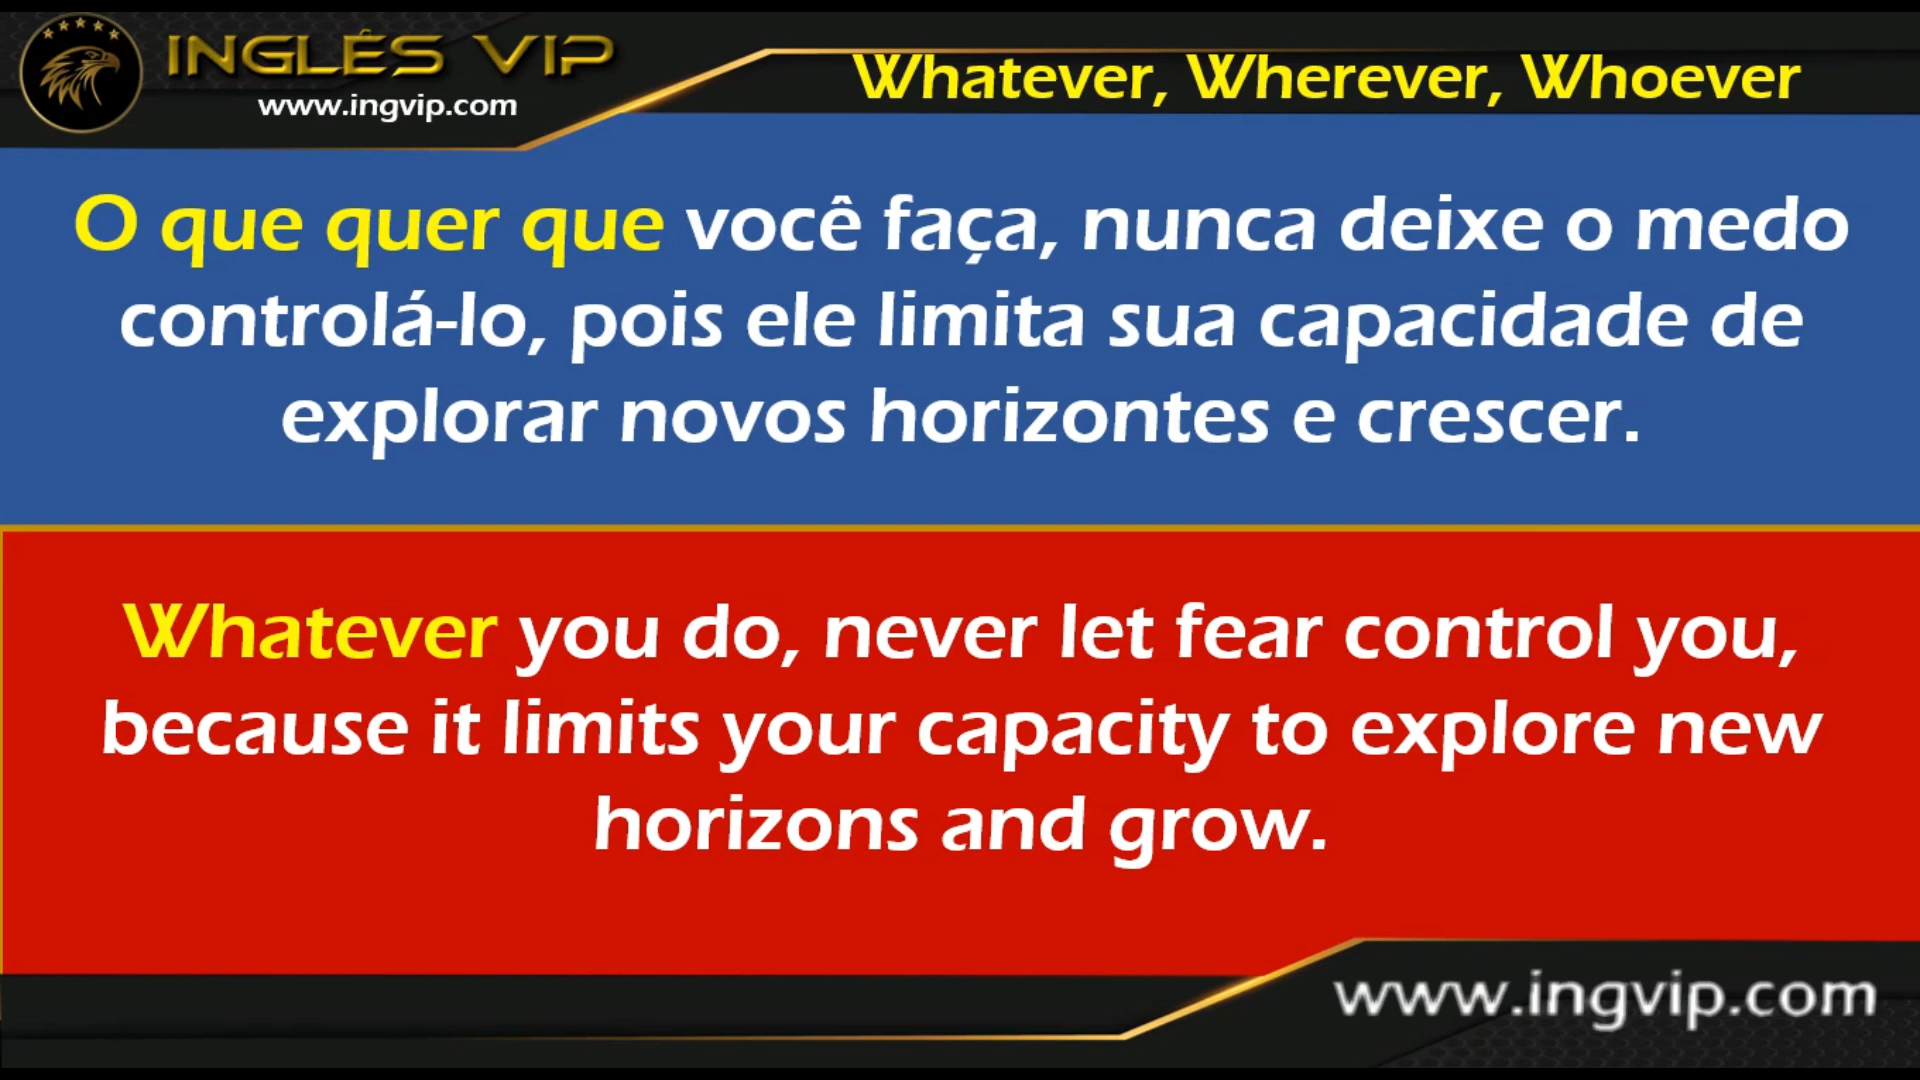 INGLÊS VIP
www.ingvip.com
Whatever, Wherever, Whoever
O que quer que você faça, nunca deixe o medo
controlá-lo, pois ele limita sua capacidade de
explorar novos horizontes e crescer.
Whatever you do, never let fear control you,
because it limits your capacity to explore new
horizons and grow.
www.ingvip.com